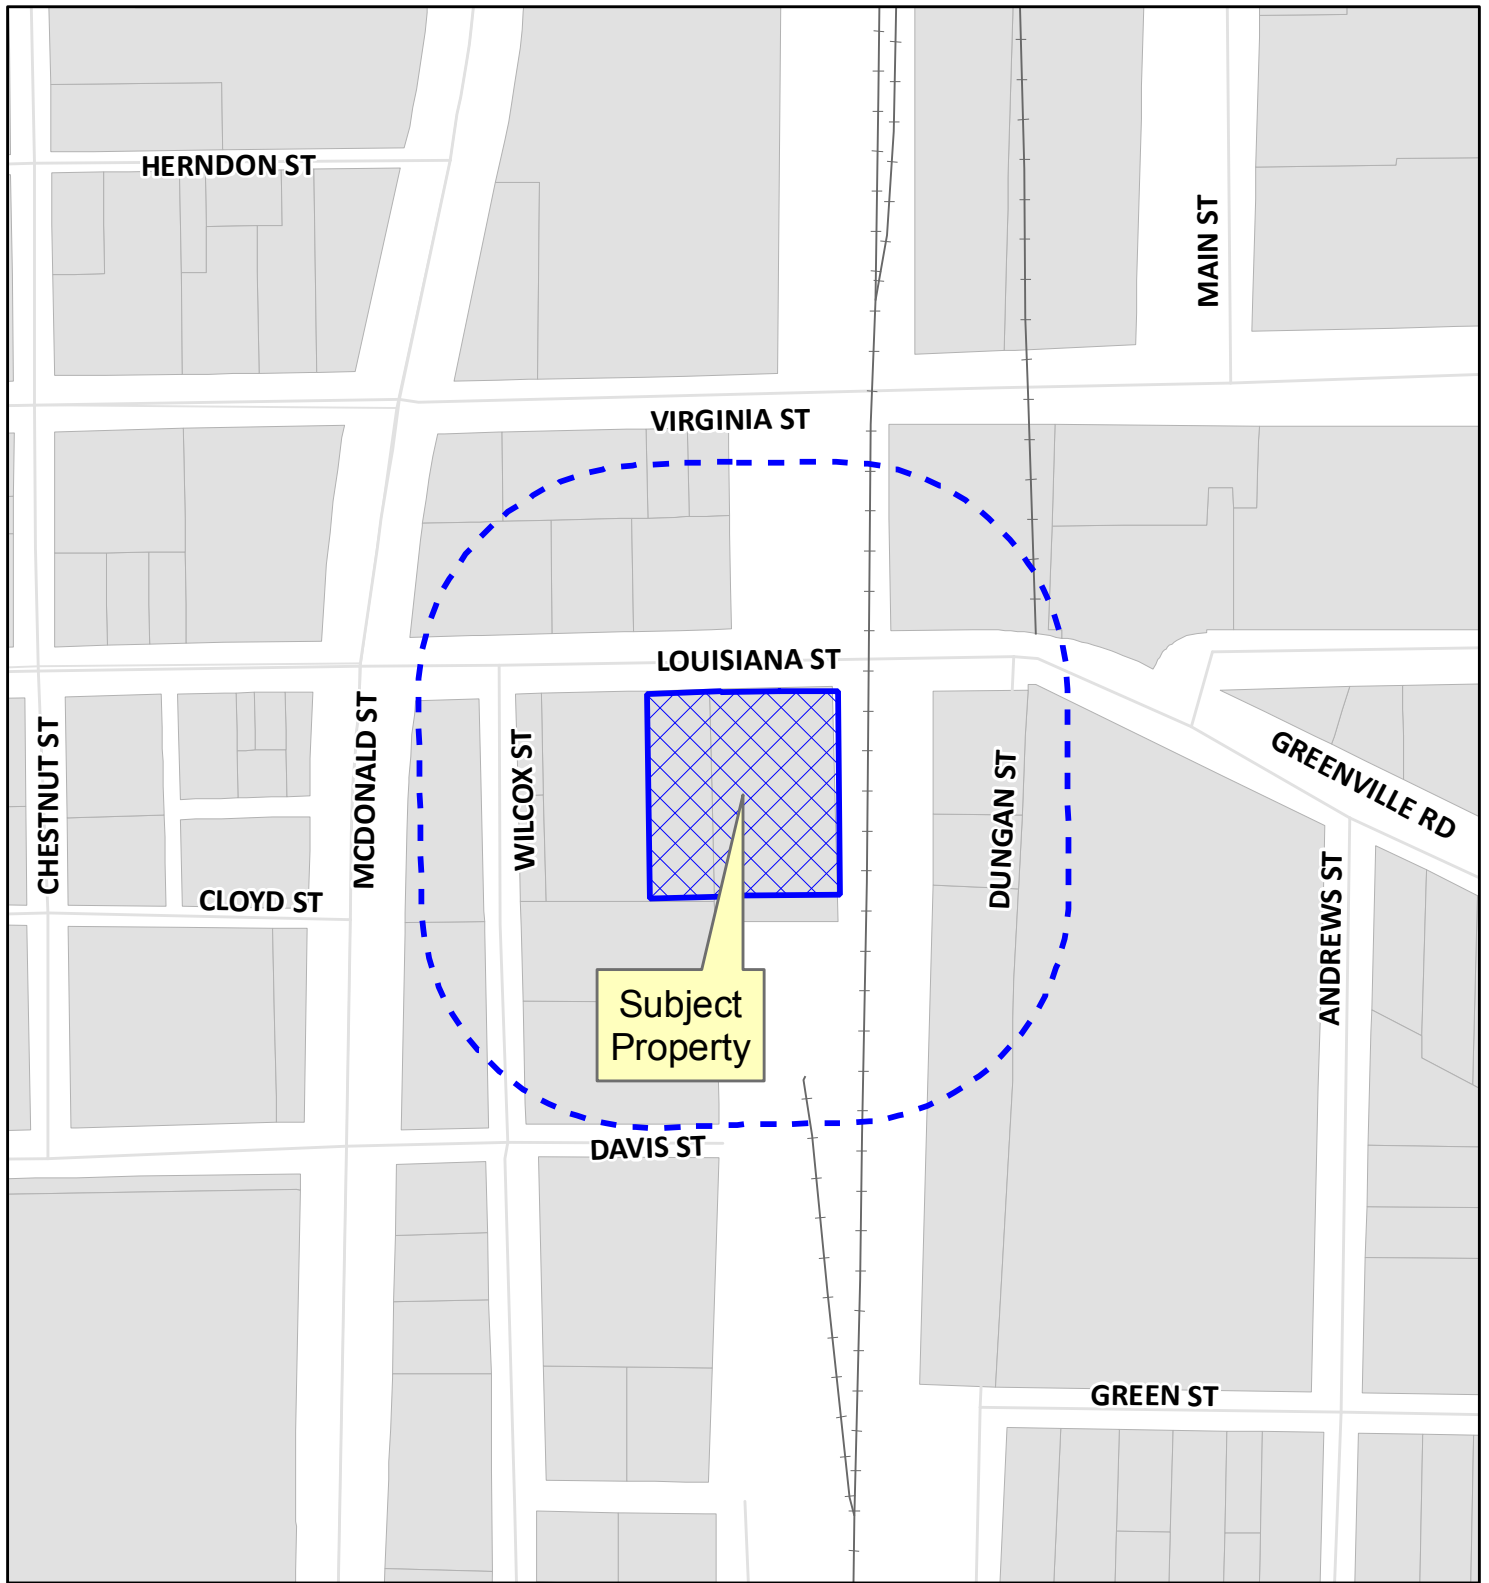 HERNDON ST
MAIN ST
VIRGINIA ST
LOUISIANA ST
CHESTNUT ST
MCDONALD ST
WILCOX ST
DUNGAN ST
GREENVILLE RD
CLOYD ST
ANDREWS ST
Subject
Property
DAVIS ST
GREEN ST